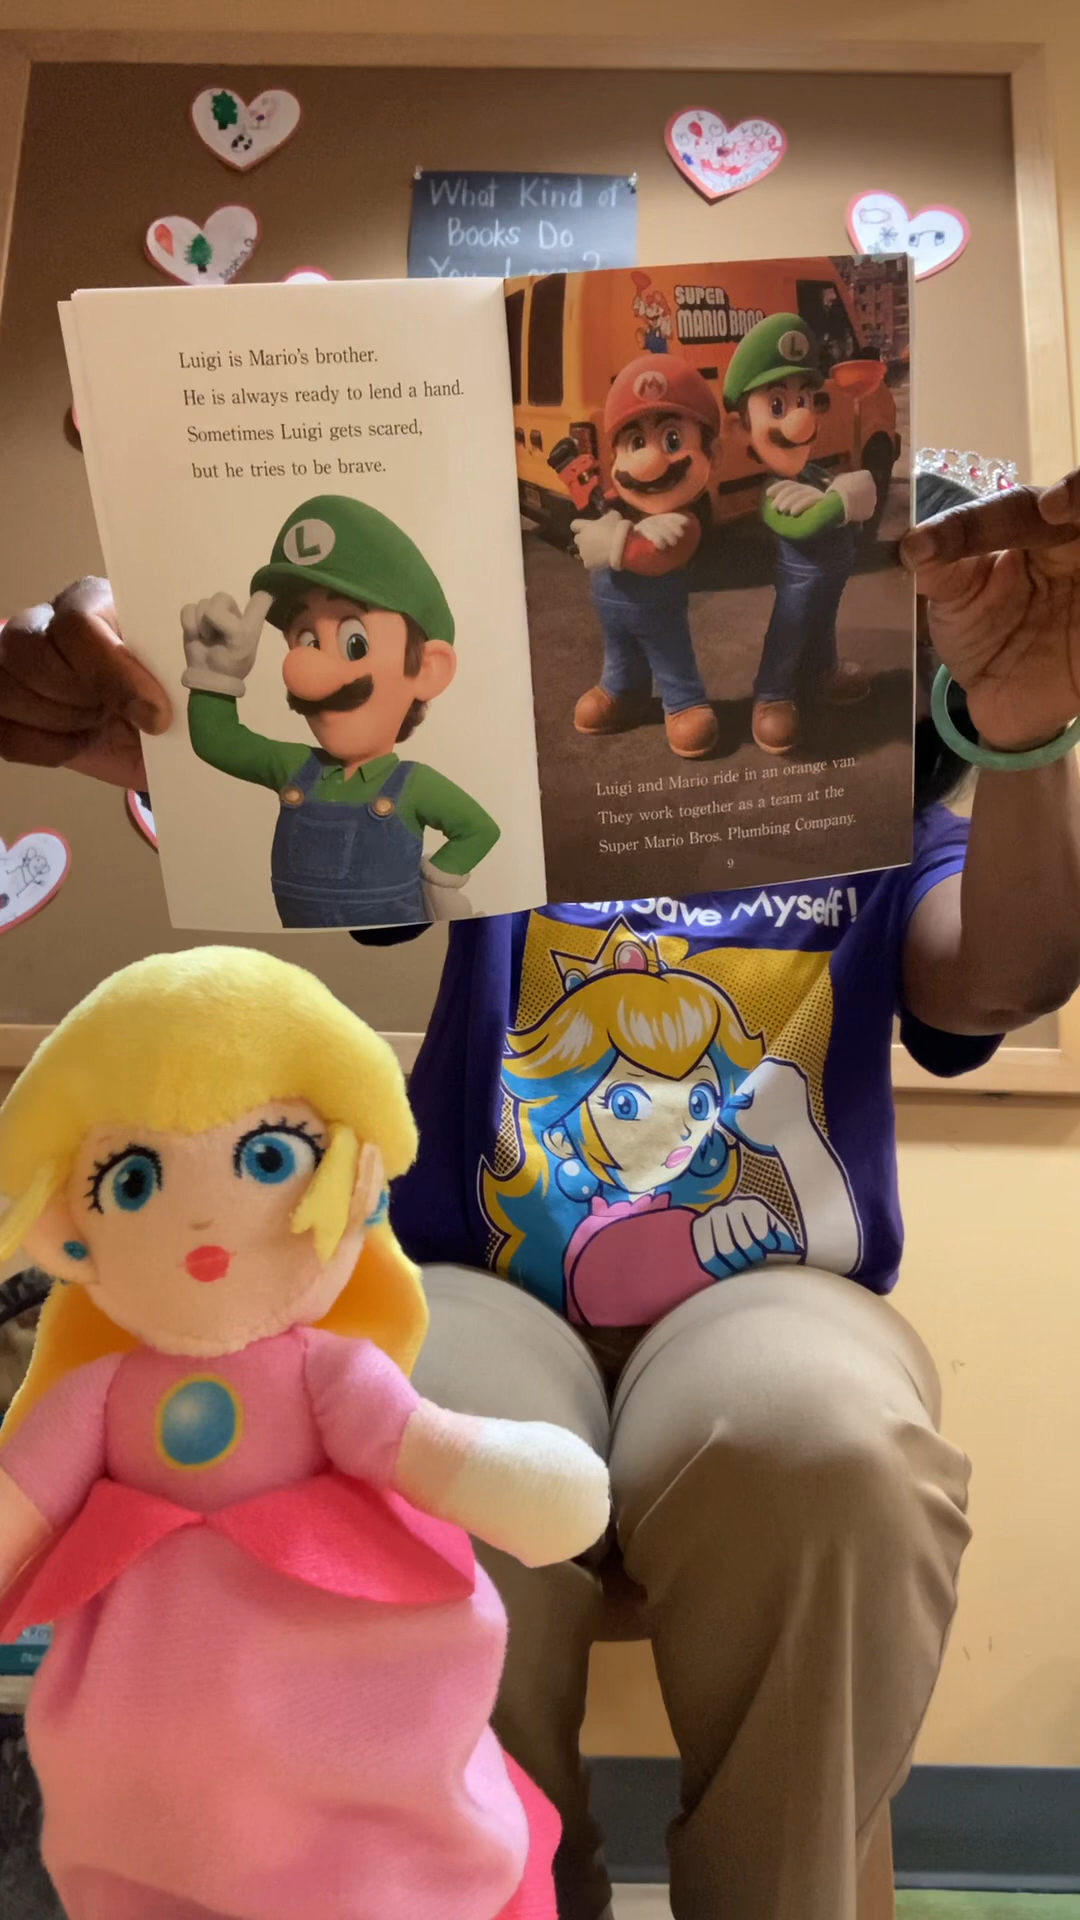 What Kind of
Books Do
You Love?
Luigi is Mario's brother.
He is always ready to lend a hand.
Sometimes Luigi gets scared,
but he tries to be brave.
L
SUPER
MARIO BROS
M
L
Luigi and Mario ride in an orange van
They work together as a team at the
Super Mario Bros. Plumbing Company.
9
Save Myself!